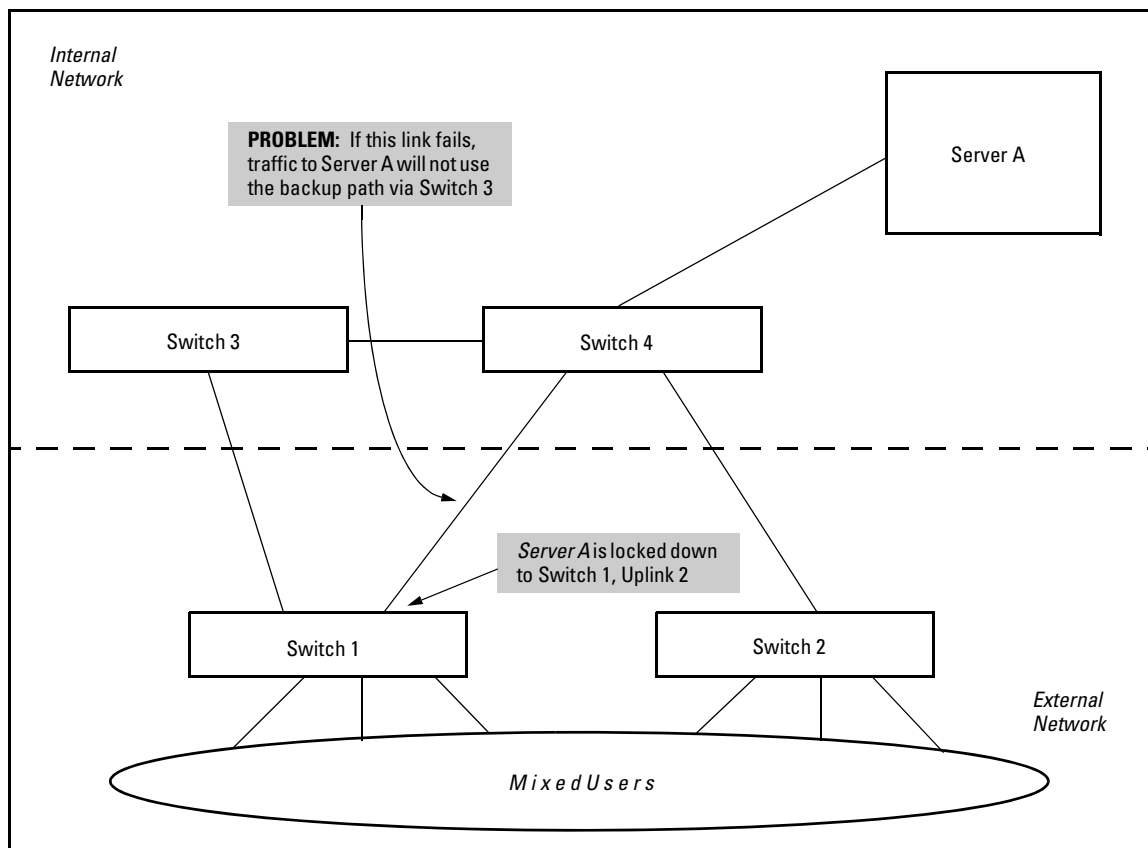 Internal
Network
PROBLEM: If this link fails,
traffic to Server A will not use
the backup path via Switch 3
Server A
Switch 3
Switch 4
Server A is locked down
to Switch 1, Uplink 2
Switch 1
Switch 2
External
Network
Mixed Users